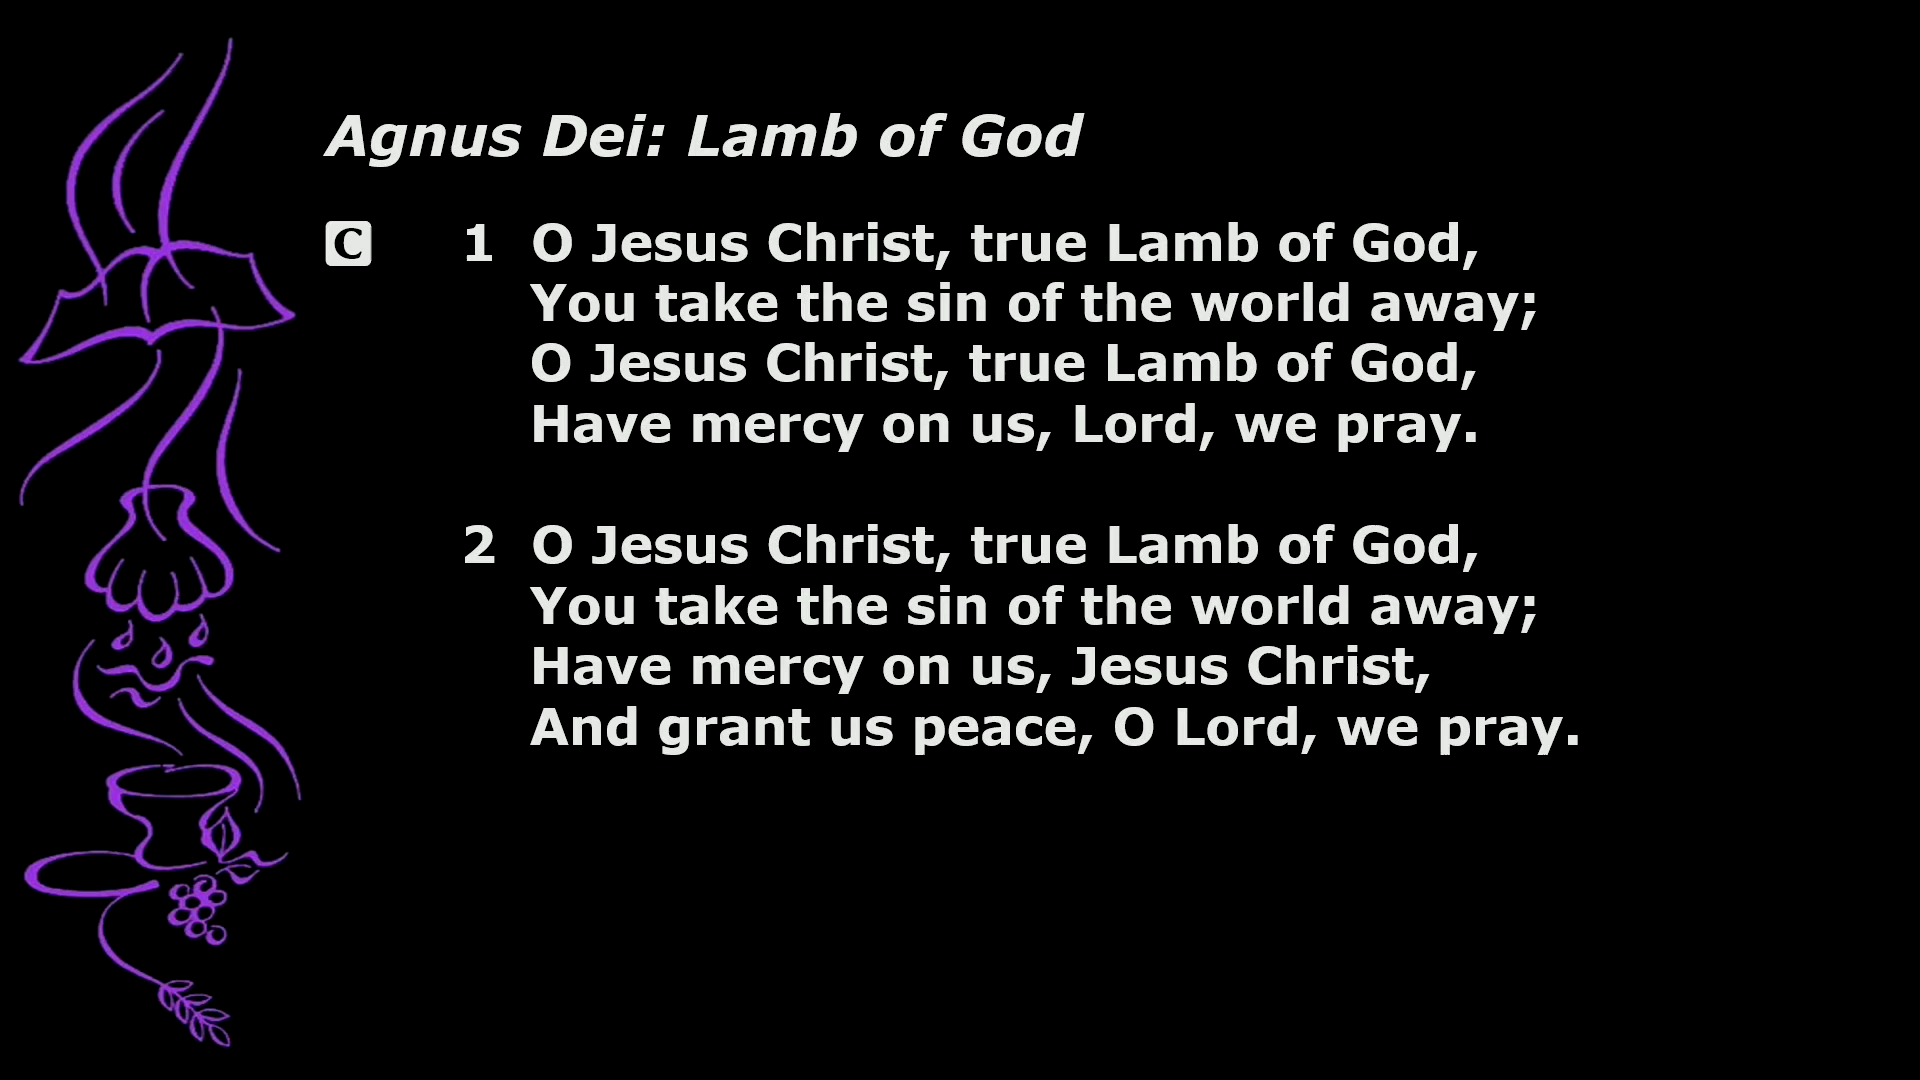 Agnus Dei: Lamb of God
C 1 O Jesus Christ, true Lamb of God,
You take the sin of the world away;
O Jesus Christ, true Lamb of God,
Have mercy on us, Lord, we pray.
2 O Jesus Christ, true Lamb of God,
You take the sin of the world away;
Have mercy on us, Jesus Christ,
And grant us peace, O Lord, we pray.